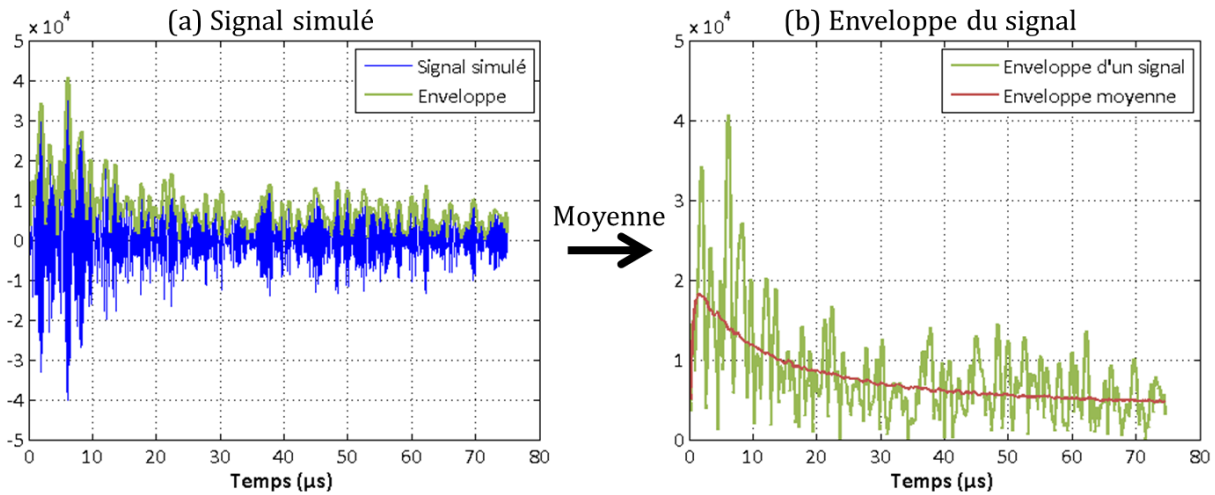 (a) Signal simulé
x 10⁴
5
4
3
2
1
0
-1
-2
-3
-4
-5
0 10 20 30 40 50 60 70 80
Temps (µs)
Signal simulé
Enveloppe
Moyenne
(b) Enveloppe du signal
x 10⁴
5
4
3
2
1
0
0 10 20 30 40 50 60 70 80
Temps (µs)
Enveloppe d'un signal
Enveloppe moyenne